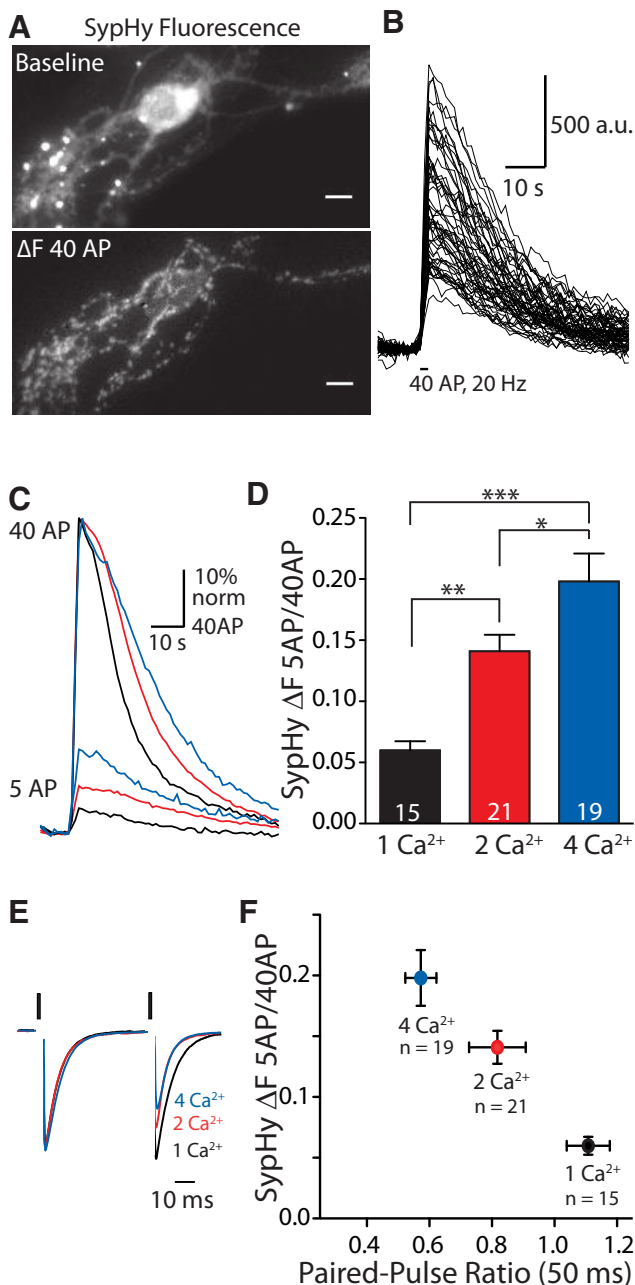 A
SypHy Fluorescence
Baseline
ΔF 40 AP
B
500 a.u.
10 s
40 AP, 20 Hz
C
40 AP
10%
norm
40AP
10 s
5 AP
D
***
*
**
SypHy ΔF 5AP/40AP
0.25
0.20
0.15
0.10
0.05
0.00
15
21
19
1 Ca²⁺
2 Ca²⁺
4 Ca²⁺
E
4 Ca²⁺
2 Ca²⁺
1 Ca²⁺
10 ms
F
SypHy ΔF 5AP/40AP
0.2
0.1
0.0
4 Ca²⁺
n = 19
2 Ca²⁺
n = 21
1 Ca²⁺
n = 15
0.4
0.6
0.8
1.0
1.2
Paired-Pulse Ratio (50 ms)